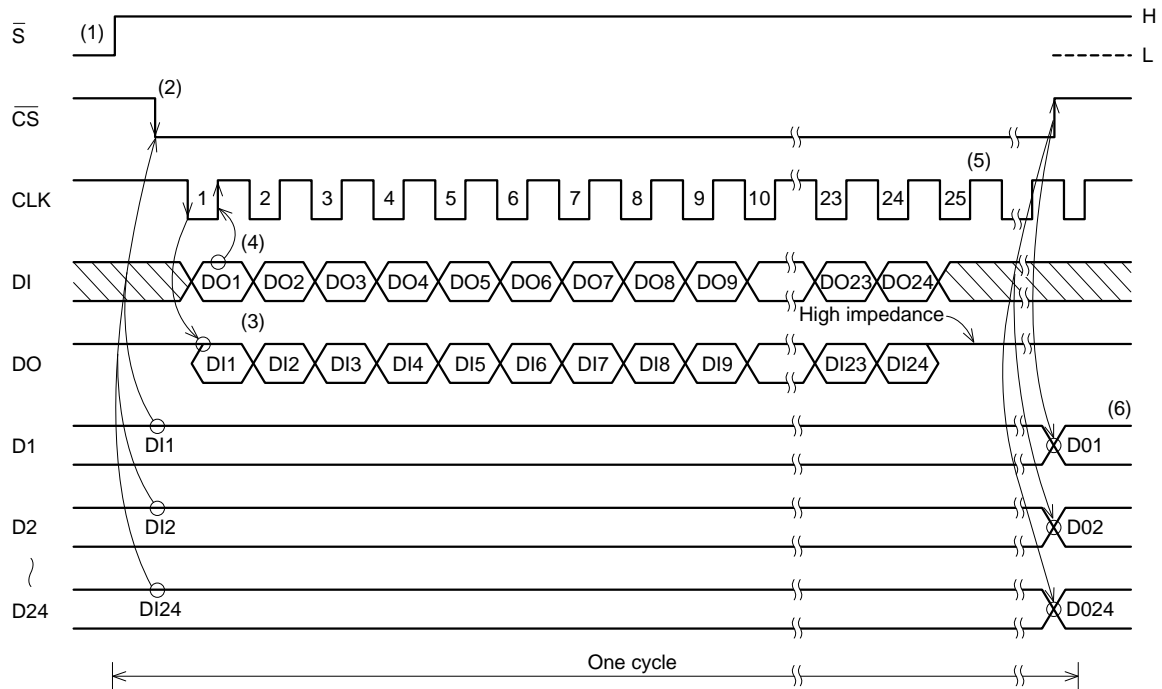 S̅ (1) H
L
(2)
C̅S̅
(5)
CLK 1 2 3 4 5 6 7 8 9 10 23 24 25
(4)
DI DO1 DO2 DO3 DO4 DO5 DO6 DO7 DO8 DO9 DO23 DO24
(3) High impedance
DO DI1 DI2 DI3 DI4 DI5 DI6 DI7 DI8 DI9 DI23 DI24
(6)
D1 DI1 D01
D2 DI2 D02
~
D24 DI24 D024
One cycle